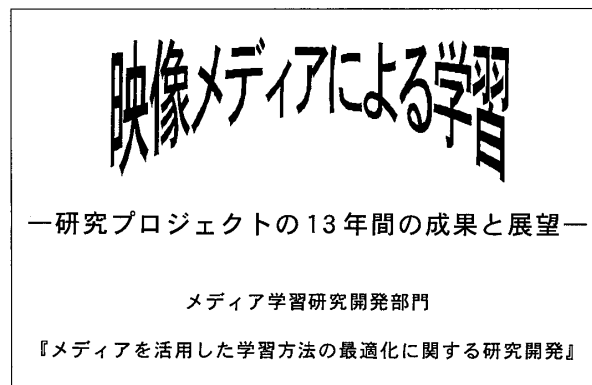 映像メディアによる学習
―研究プロジェクトの13年間の成果と展望―
メディア学習研究開発部門
『メディアを活用した学習方法の最適化に関する研究開発』